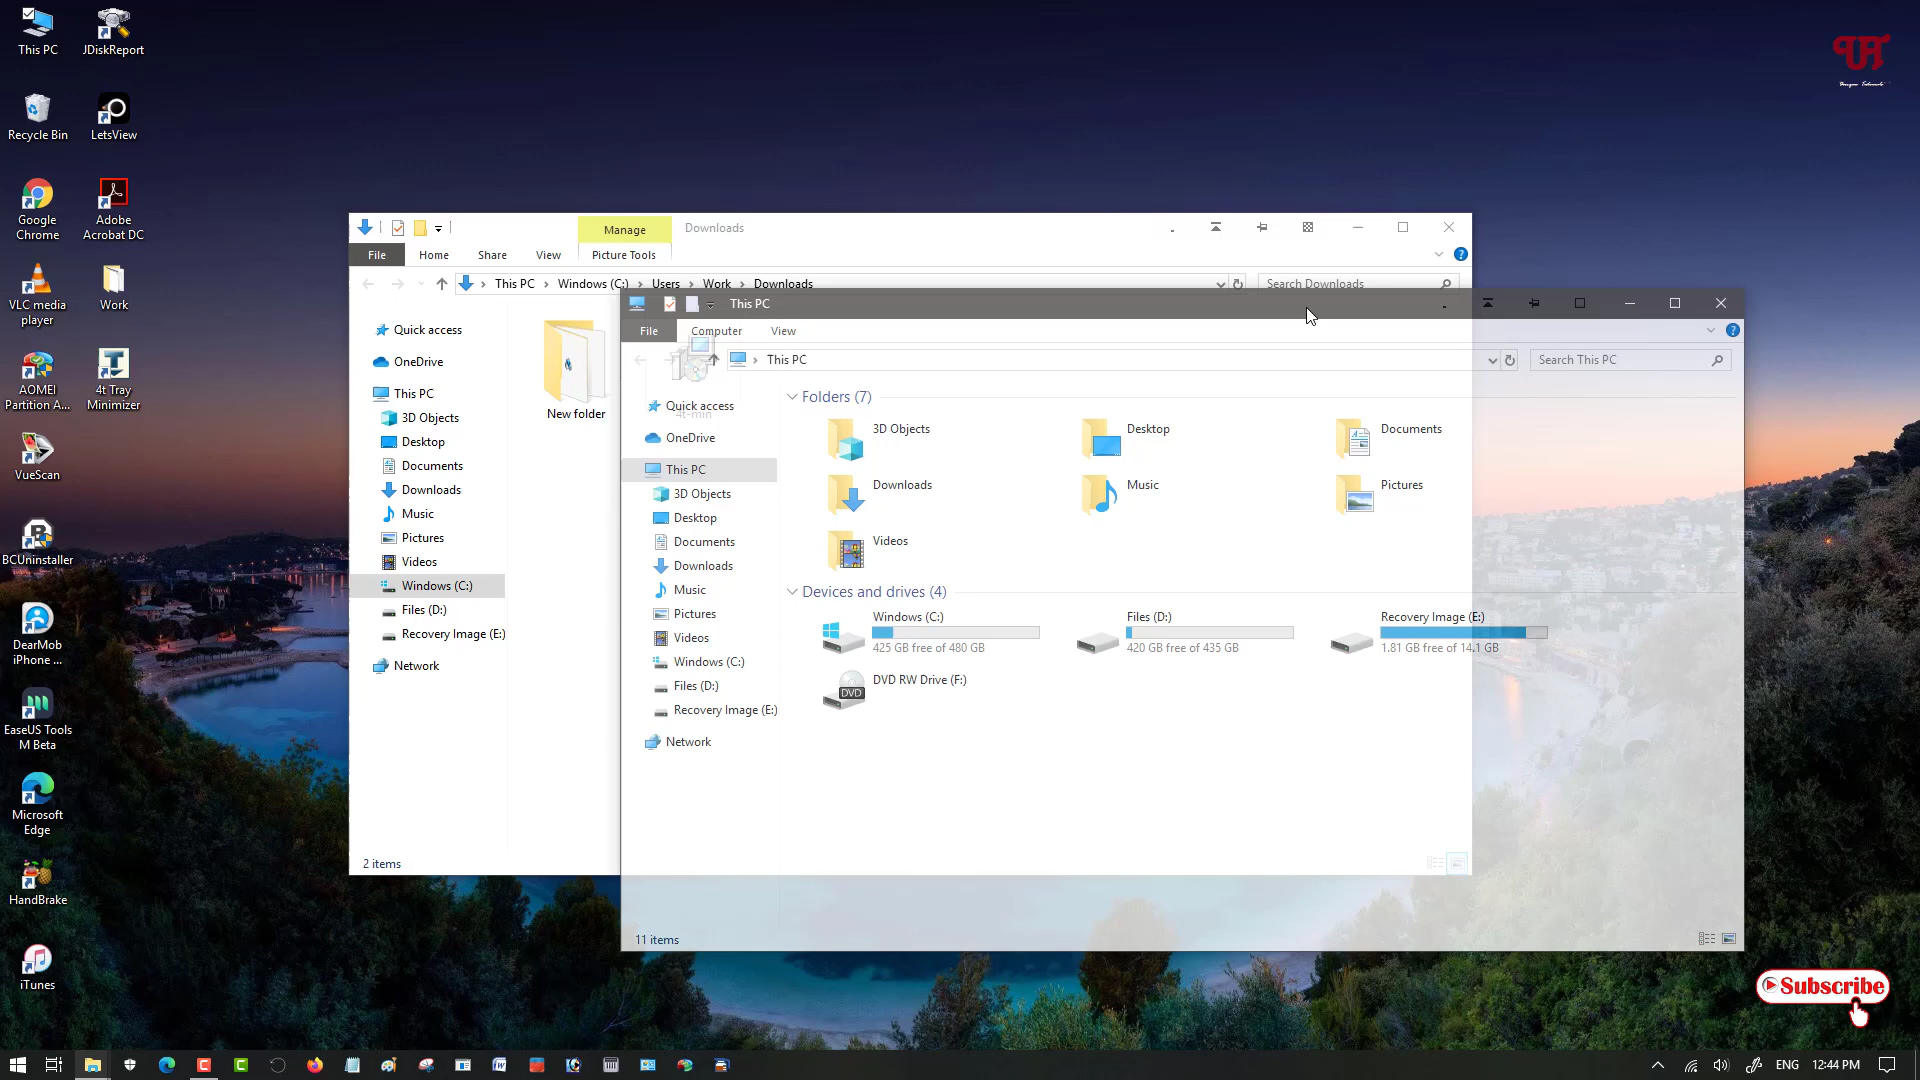 This PC
JDiskReport
Recycle Bin
LetsView
Google
Chrome
Adobe
Acrobat DC
VLC media
player
Work
AOMEI
Partition A...
4t Tray
Minimizer
VueScan
BCUninstaller
DearMob
iPhone ...
EaseUS Tools
M Beta
Microsoft
Edge
HandBrake
iTunes
Manage
Downloads
File
Home
Share
View
Picture Tools
This PC
Windows (C:)
Users
Work
Downloads
Search Downloads
Quick access
OneDrive
This PC
3D Objects
Desktop
Documents
Downloads
Music
Pictures
Videos
Windows (C:)
Files (D:)
Recovery Image (E:)
Network
New folder
4t-min
2 items
This PC
File
Computer
View
This PC
Search This PC
Quick access
OneDrive
This PC
3D Objects
Desktop
Documents
Downloads
Music
Pictures
Videos
Windows (C:)
Files (D:)
Recovery Image (E:)
Network
Folders (7)
3D Objects
Desktop
Documents
Downloads
Music
Pictures
Videos
Devices and drives (4)
Windows (C:)
425 GB free of 480 GB
Files (D:)
420 GB free of 435 GB
Recovery Image (E:)
1.81 GB free of 14.1 GB
DVD
DVD RW Drive (F:)
11 items
Subscribe
ENG
12:44 PM